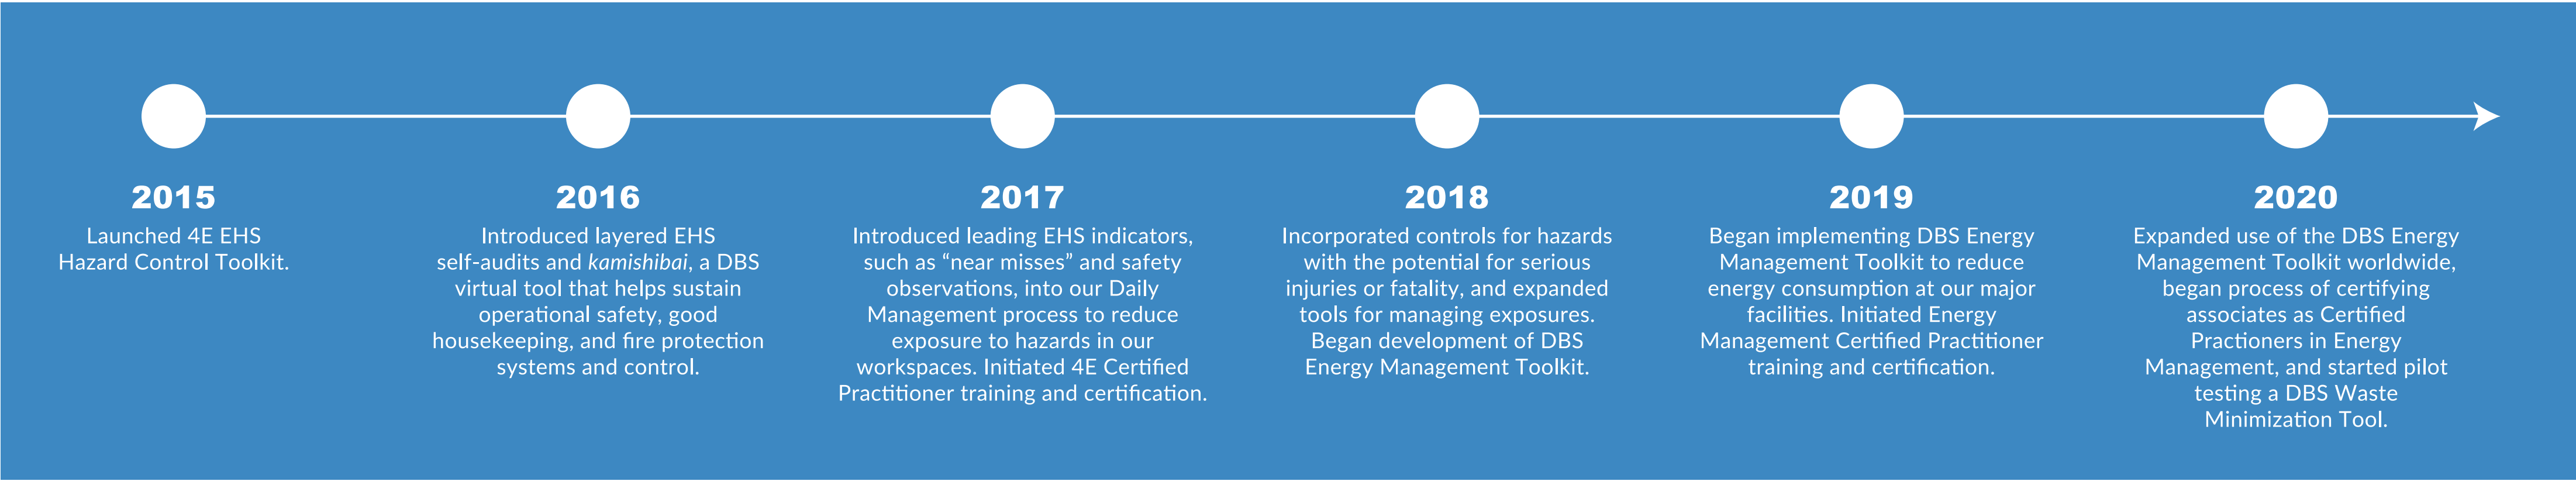 2015
Launched 4E EHS
Hazard Control Toolkit.
2016
Introduced layered EHS
self-audits and kamishibai, a DBS
virtual tool that helps sustain
operational safety, good
housekeeping, and fire protection
systems and control.
2017
Introduced leading EHS indicators,
such as “near misses” and safety
observations, into our Daily
Management process to reduce
exposure to hazards in our
workspaces. Initiated 4E Certified
Practitioner training and certification.
2018
Incorporated controls for hazards
with the potential for serious
injuries or fatality, and expanded
tools for managing exposures.
Began development of DBS
Energy Management Toolkit.
2019
Began implementing DBS Energy
Management Toolkit to reduce
energy consumption at our major
facilities. Initiated Energy
Management Certified Practitioner
training and certification.
2020
Expanded use of the DBS Energy
Management Toolkit worldwide,
began process of certifying
associates as Certified
Practioners in Energy
Management, and started pilot
testing a DBS Waste
Minimization Tool.